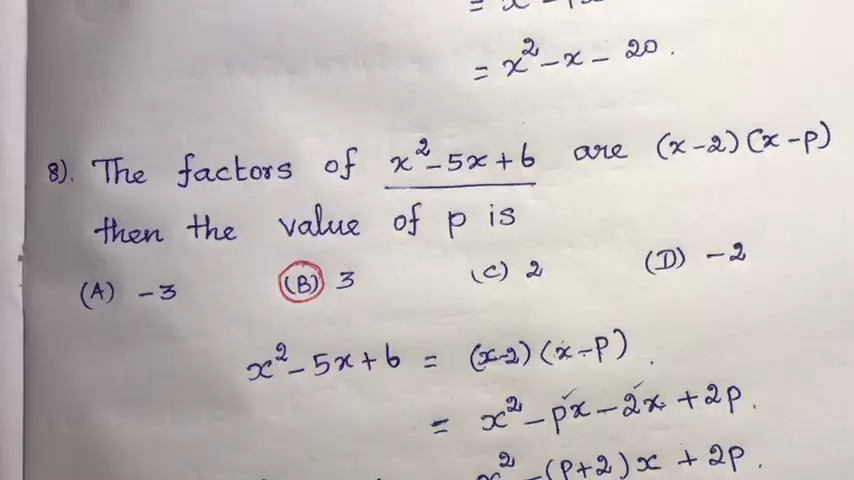 = x² - x - 20.
8). The factors of x² - 5x + 6 are (x - 2) (x - p)
then the value of p is
(A) -3 (B) 3 (C) 2 (D) -2
x² - 5x + 6 = (x-2) (x - p).
= x² - px - 2x + 2p.
x² - (p+2)x + 2p.